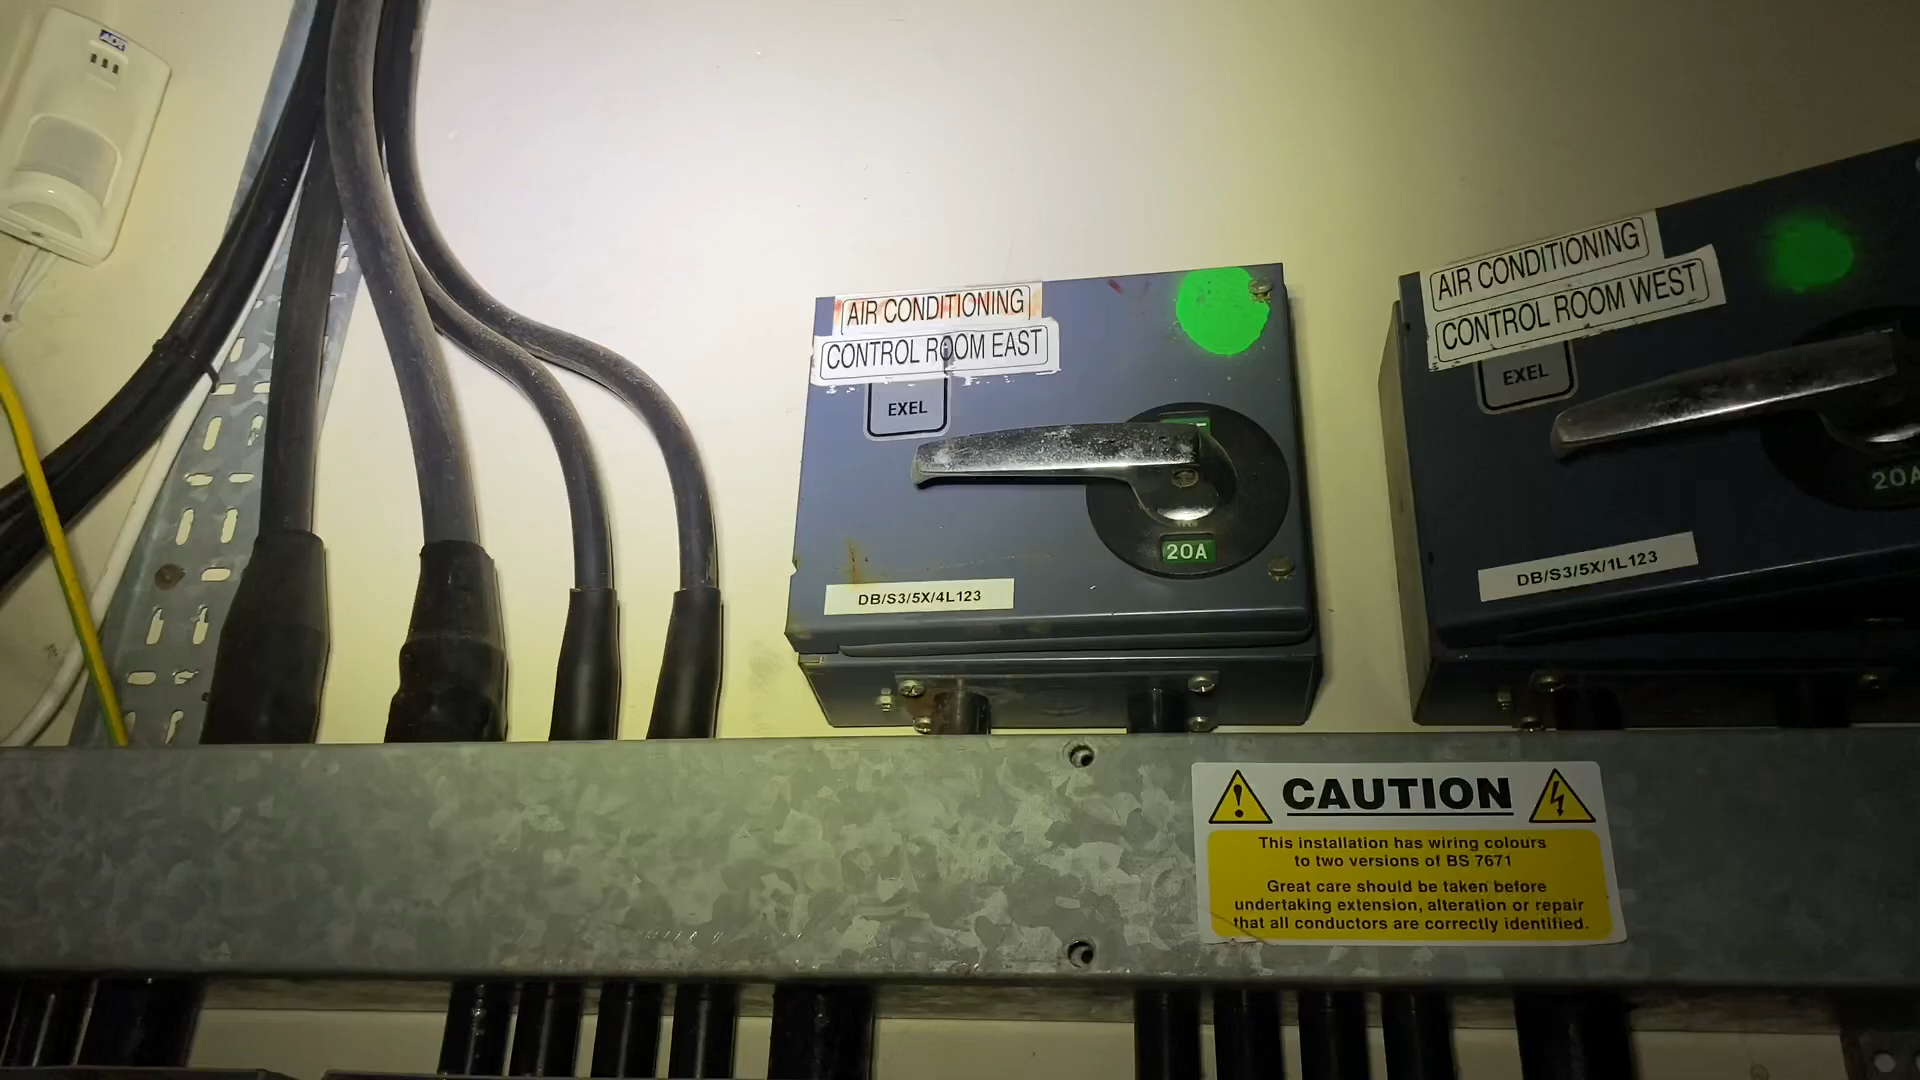 ADE
AIR CONDITIONING
CONTROL ROOM EAST
EXEL
20A
DB/S3/5X/4L123
AIR CONDITIONING
CONTROL ROOM WEST
EXEL
20A
DB/S3/5X/1L123
CAUTION
This installation has wiring colours
to two versions of BS 7671
Great care should be taken before
undertaking extension, alteration or repair
that all conductors are correctly identified.